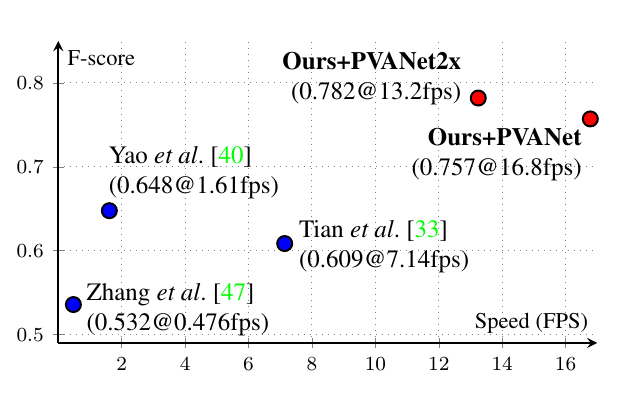 F-score
Ours+PVANet2x
(0.782@13.2fps)
0.8
Ours+PVANet
(0.757@16.8fps)
Yao et al. [40]
(0.648@1.61fps)
0.7
Tian et al. [33]
(0.609@7.14fps)
0.6
Zhang et al. [47]
(0.532@0.476fps)
Speed (FPS)
0.5
2 4 6 8 10 12 14 16